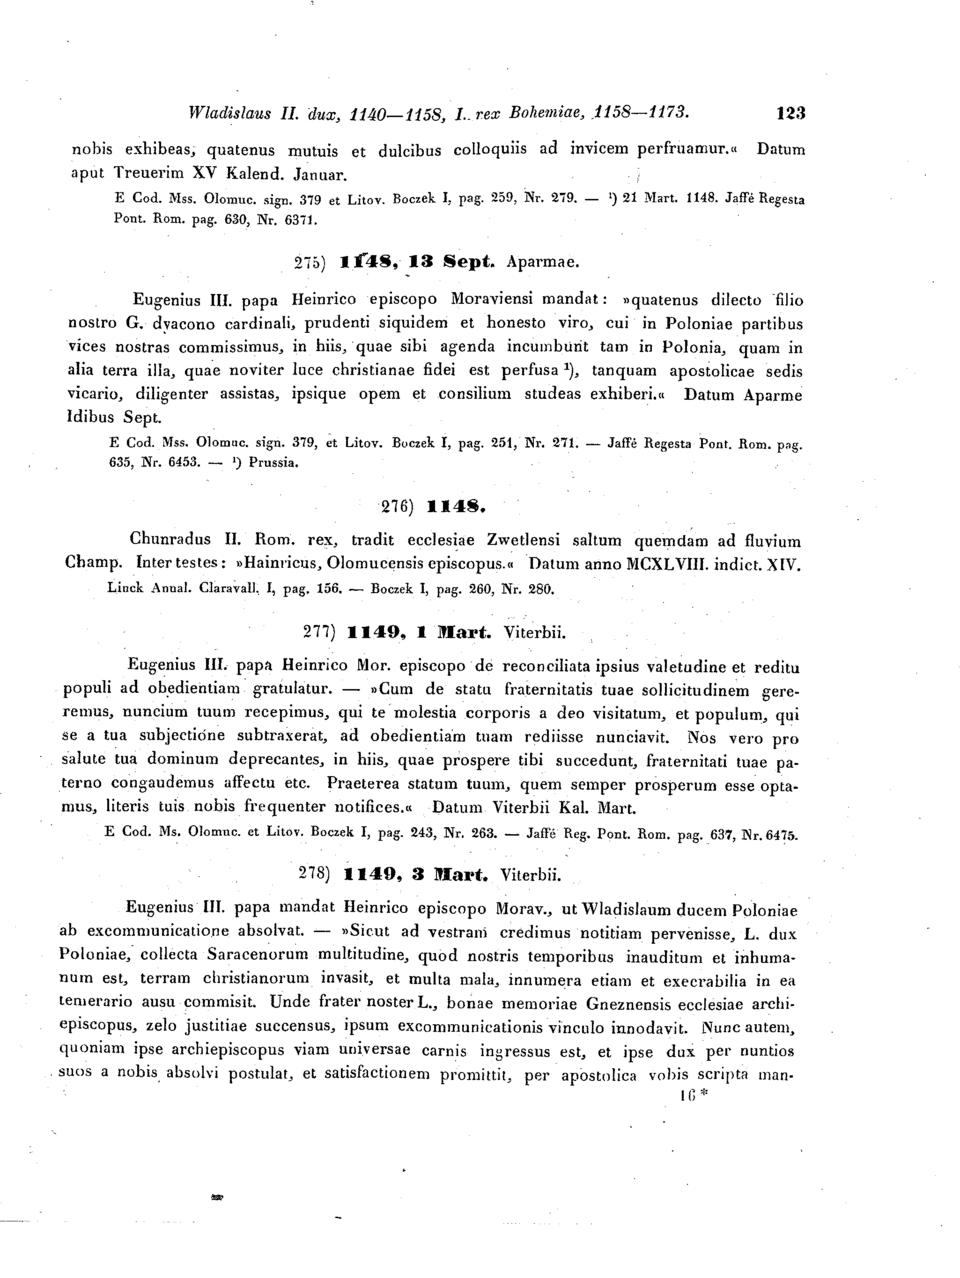 Wladislaus II. dux, 1140—1158, I. rex Bohemiae, 1158—1173. 123
nobis exhibeas, quatenus mutuis et dulcibus colloquiis ad invicem perfruamur.« Datum
aput Treuerim XV Kalend. Januar.
E Cod. Mss. Olomuc. sign. 379 et Litov. Boczek I, pag. 259, Nr. 279. — ¹) 21 Mart. 1148. Jaffé Regesta
Pont. Rom. pag. 630, Nr. 6371.
275) 1148, 13 Sept. Aparmae.
Eugenius III. papa Heinrico episcopo Moraviensi mandat: »quatenus dilecto filio
nostro G. dyacono cardinali, prudenti siquidem et honesto viro, cui in Poloniae partibus
vices nostras commissimus, in hiis, quae sibi agenda incumbunt tam in Polonia, quam in
alia terra illa, quae noviter luce christianae fidei est perfusa ¹), tanquam apostolicae sedis
vicario, diligenter assistas, ipsique opem et consilium studeas exhiberi.« Datum Aparme
Idibus Sept.
E Cod. Mss. Olomuc. sign. 379, et Litov. Boczek I, pag. 251, Nr. 271. — Jaffé Regesta Pont. Rom. pag.
635, Nr. 6453. — ¹) Prussia.
276) 1148.
Chunradus II. Rom. rex, tradit ecclesiae Zwetlensi saltum quemdam ad fluvium
Champ. Inter testes: »Hainricus, Olomucensis episcopus.« Datum anno MCXLVIII. indict. XIV.
Linck Annal. Claravall. I, pag. 156. — Boczek I, pag. 260, Nr. 280.
277) 1149, 1 Mart. Viterbii.
Eugenius III. papa Heinrico Mor. episcopo de reconciliata ipsius valetudine et reditu
populi ad obedientiam gratulatur. — »Cum de statu fraternitatis tuae sollicitudinem gere-
remus, nuncium tuum recepimus, qui te molestia corporis a deo visitatum, et populum, qui
se a tua subjectione subtraxerat, ad obedientiam tuam rediisse nunciavit. Nos vero pro
salute tua dominum deprecantes, in hiis, quae prospere tibi succedunt, fraternitati tuae pa-
terno congaudemus affectu etc. Praeterea statum tuum, quem semper prosperum esse opta-
mus, literis tuis nobis frequenter notifices.« Datum Viterbii Kal. Mart.
E Cod. Ms. Olomuc. et Litov. Boczek I, pag. 243, Nr. 263. — Jaffé Reg. Pont. Rom. pag. 637, Nr. 6475.
278) 1149, 3 Mart. Viterbii.
Eugenius III. papa mandat Heinrico episcopo Morav., ut Wladislaum ducem Poloniae
ab excommunicatione absolvat. — »Sicut ad vestram credimus notitiam pervenisse, L. dux
Poloniae, collecta Saracenorum multitudine, quod nostris temporibus inauditum et inhuma-
num est, terram christianorum invasit, et multa mala, innumera etiam et execrabilia in ea
temerario ausu commisit. Unde frater noster L., bonae memoriae Gneznensis ecclesiae archi-
episcopus, zelo justitiae succensus, ipsum excommunicationis vinculo innodavit. Nunc autem,
quoniam ipse archiepiscopus viam universae carnis ingressus est, et ipse dux per nuntios
suos a nobis absolvi postulat, et satisfactionem promittit, per apostolica vobis scripta man-
16*